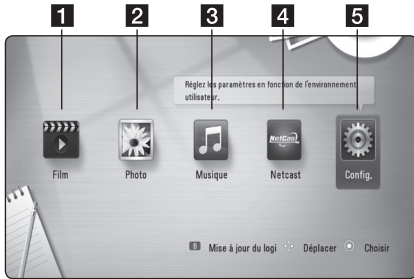 1 2 3 4 5
Réglez les paramètres en fonction de l'environnement
utilisateur.
NetCast
Film Photo Musique Netcast Config.
B Mise à jour du logi Déplacer Choisir